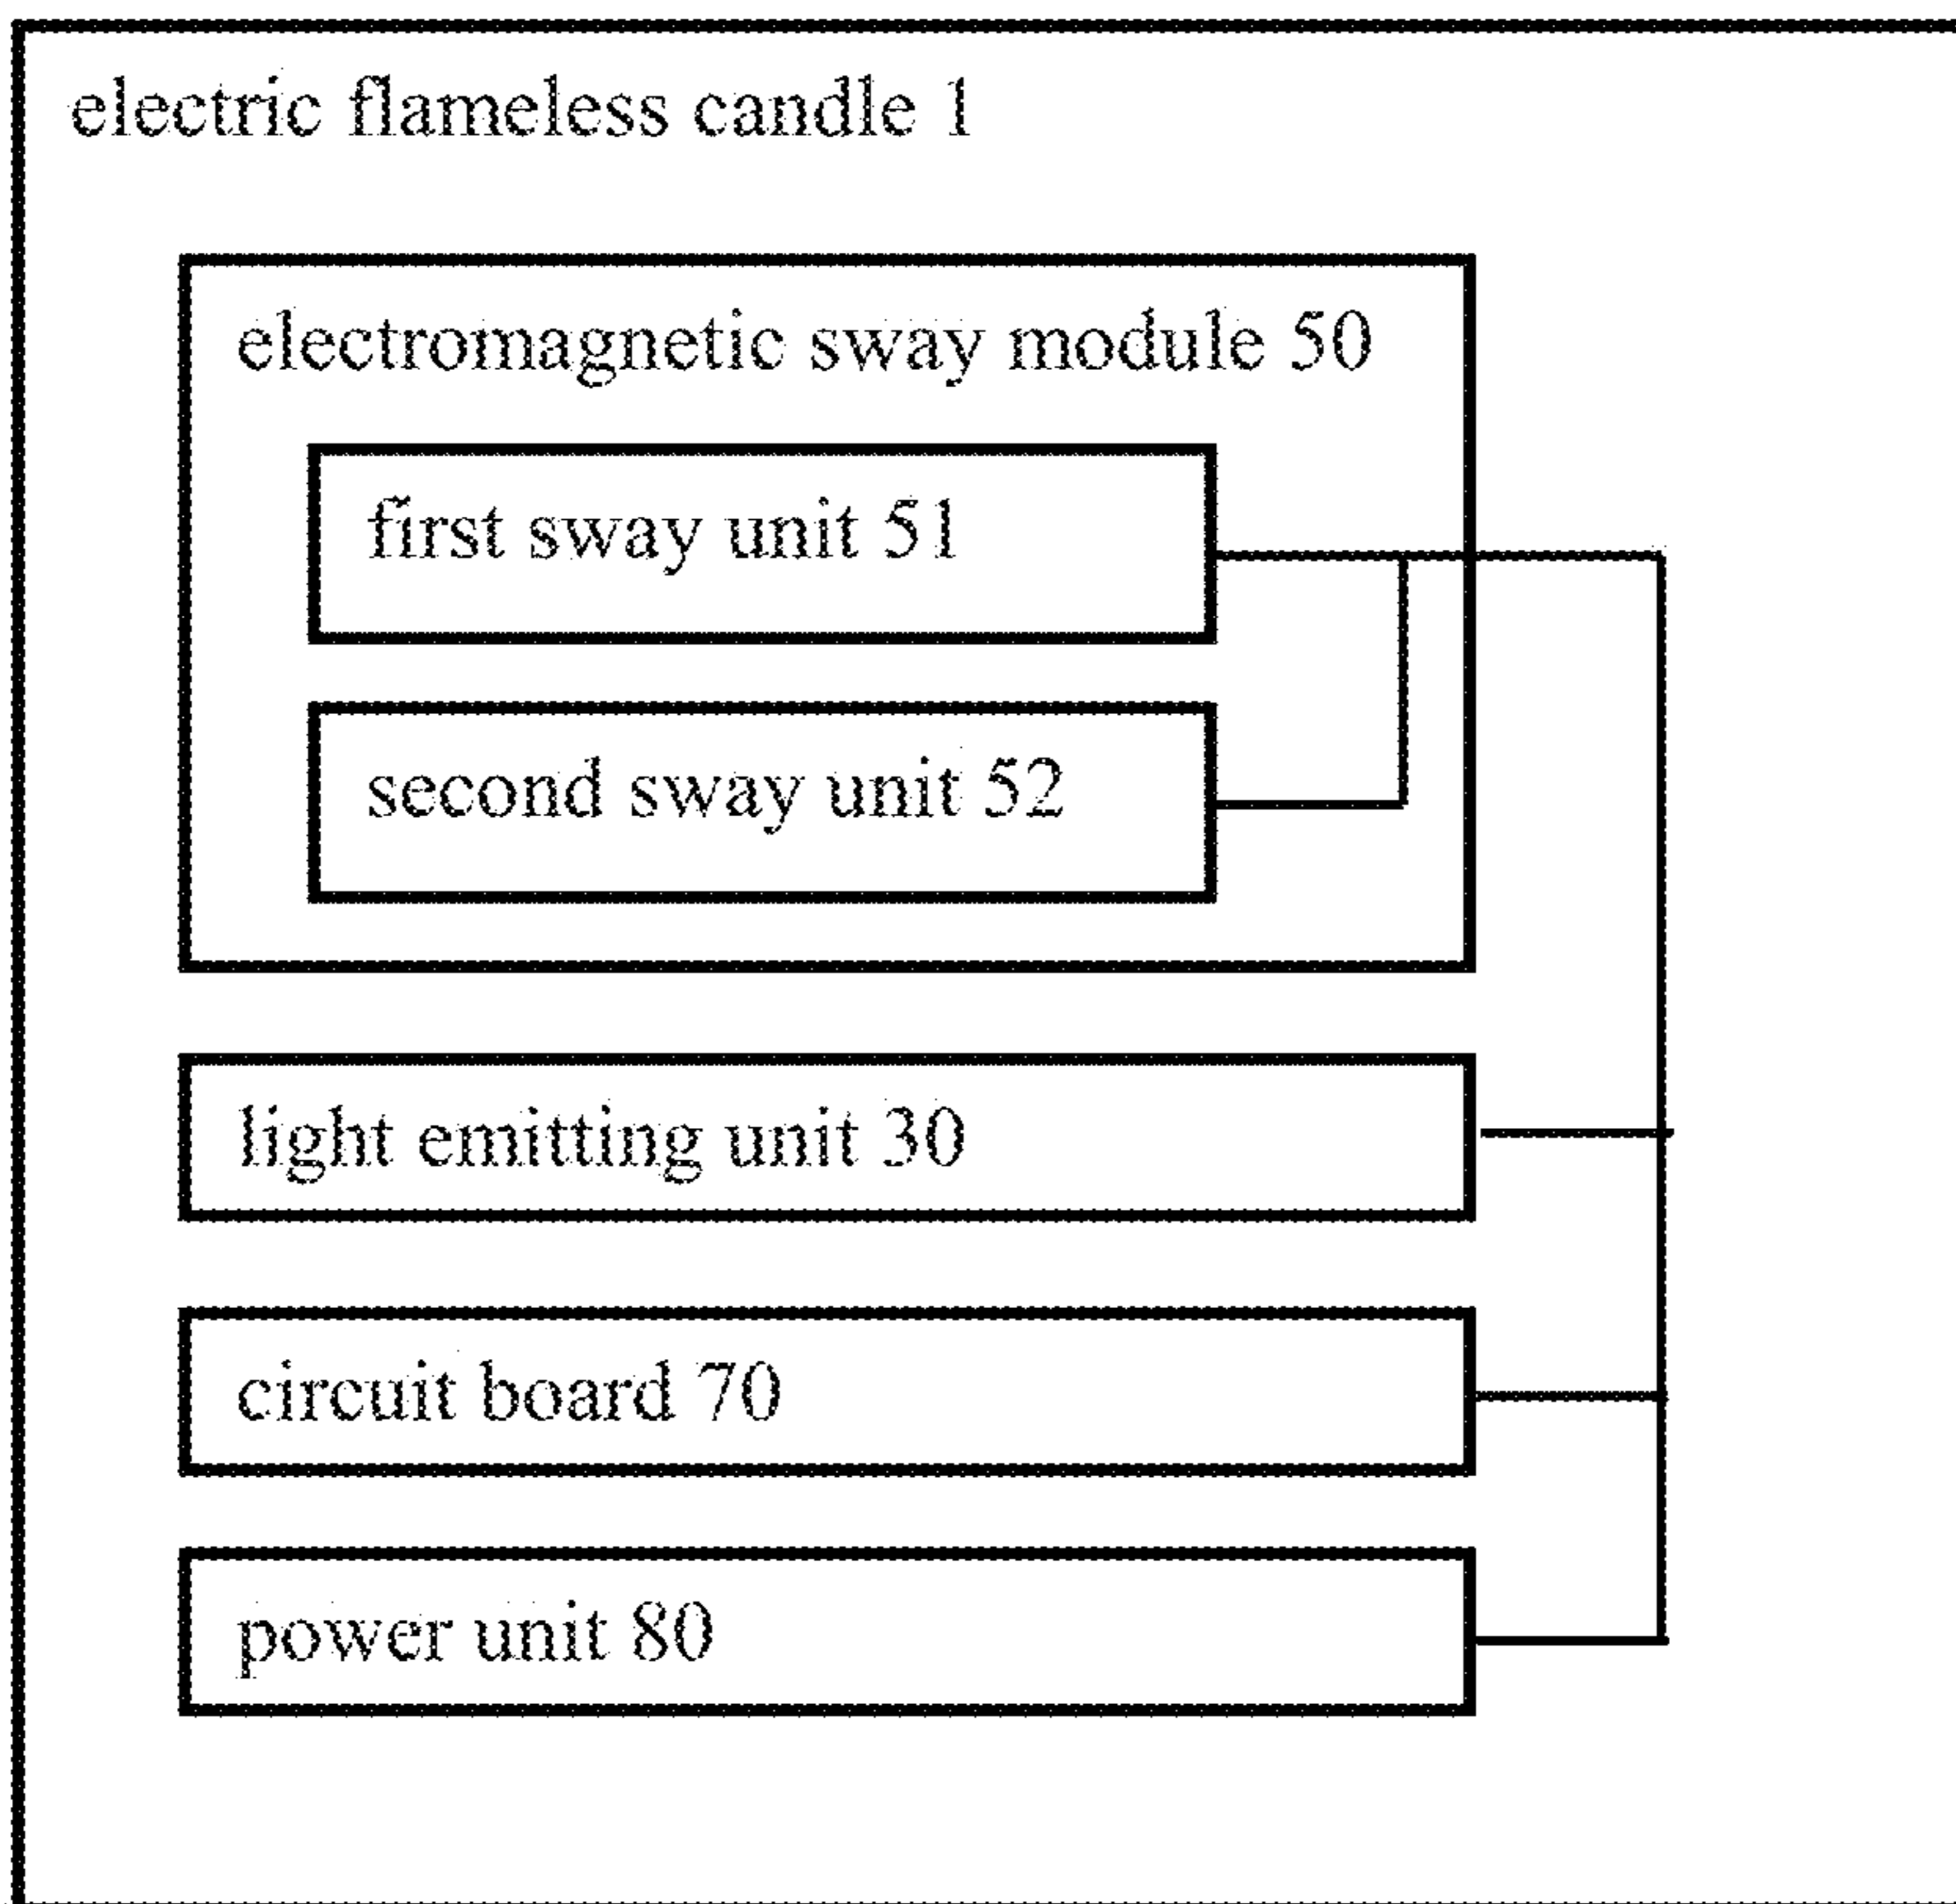 electric flameless candle 1
electromagnetic sway module 50
first sway unit 51
second sway unit 52
light emitting unit 30
circuit board 70
power unit 80